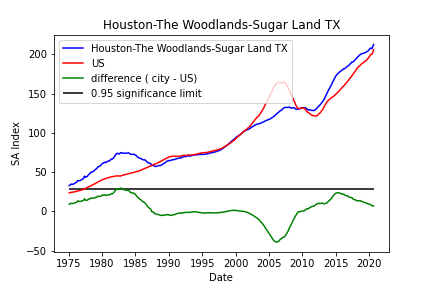 Houston-The Woodlands-Sugar Land TX
Houston-The Woodlands-Sugar Land TX
US
difference ( city - US)
0.95 significance limit
SA Index
200
150
100
50
0
−50
1975 1980 1985 1990 1995 2000 2005 2010 2015 2020
Date